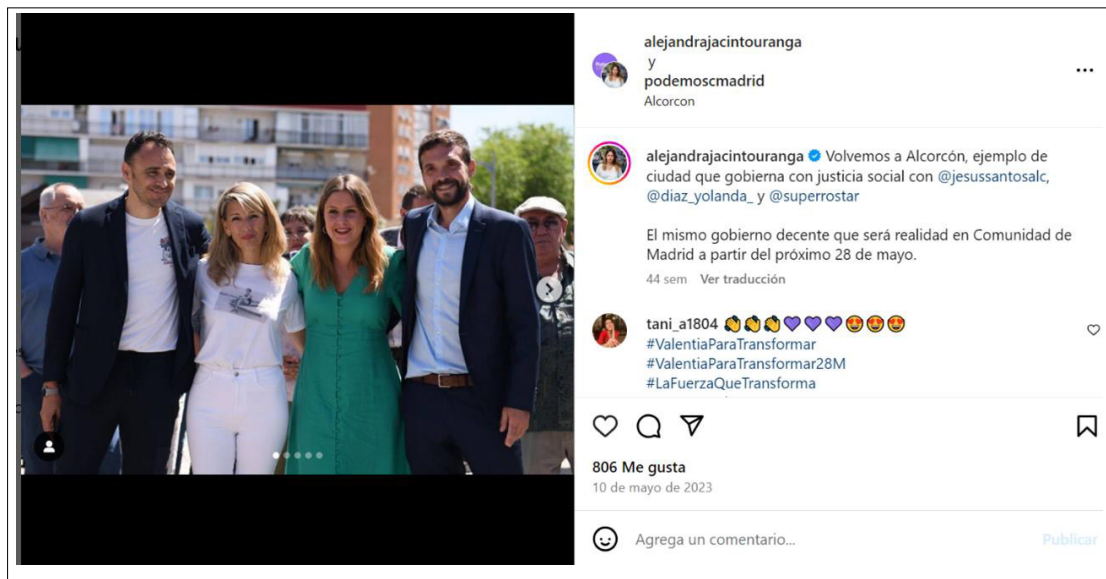 alejandrajacintouranga
y
podemoscmadrid
Alcorcon
alejandrajacintouranga Volvemos a Alcorcón, ejemplo de
ciudad que gobierna con justicia social con @jesussantosalc,
@diaz_yolanda_ y @superrostar
El mismo gobierno decente que será realidad en Comunidad de
Madrid a partir del próximo 28 de mayo.
44 sem Ver traducción
tani_a1804 👏👏👏💜💜💜😍😍😍
#ValentiaParaTransformar
#ValentiaParaTransformar28M
#LaFuerzaQueTransforma
806 Me gusta
10 de mayo de 2023
Agrega un comentario... Publicar